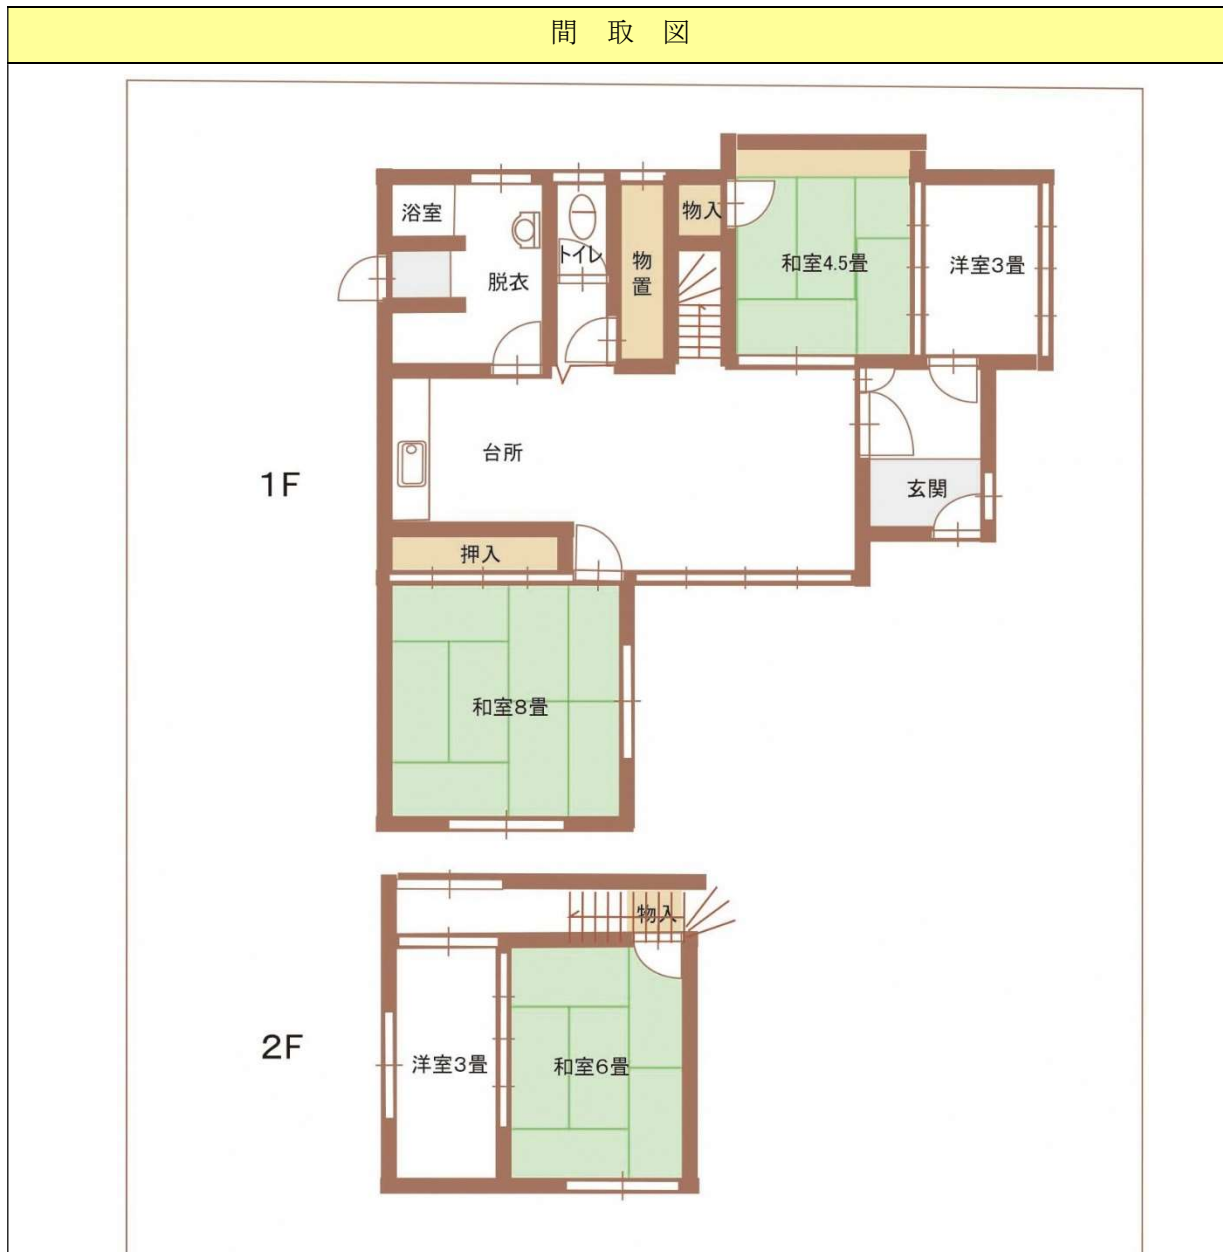 間 取 図
浴室
トイレ
物置
物入
和室4.5畳
洋室3畳
脱衣
台所
1F
玄関
押入
和室8畳
物入
2F
洋室3畳
和室6畳